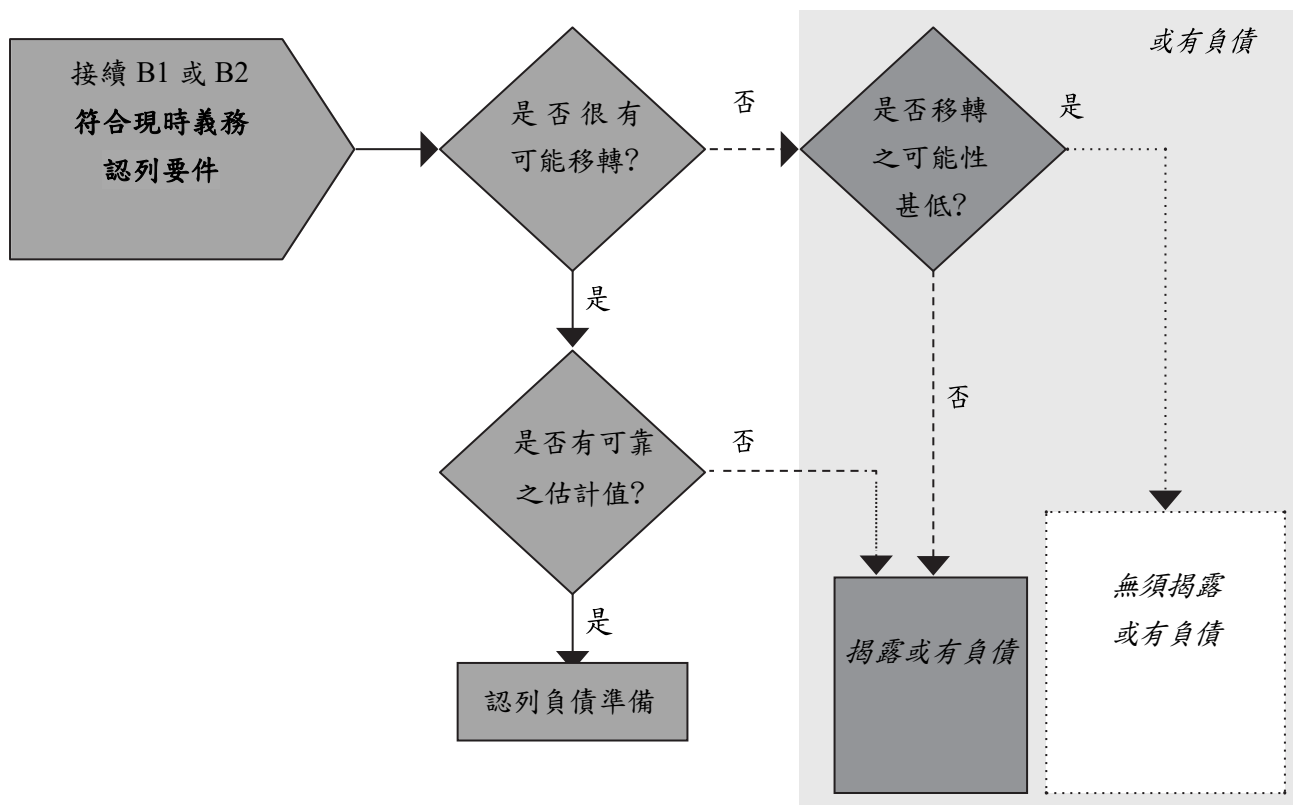 或有負債
接續 B1 或 B2
符合現時義務
認列要件
是否很有
可能移轉?
否
是否移轉
之可能性
甚低?
是
是
否
是否有可靠
之估計值?
否
是
認列負債準備
揭露或有負債
無須揭露
或有負債